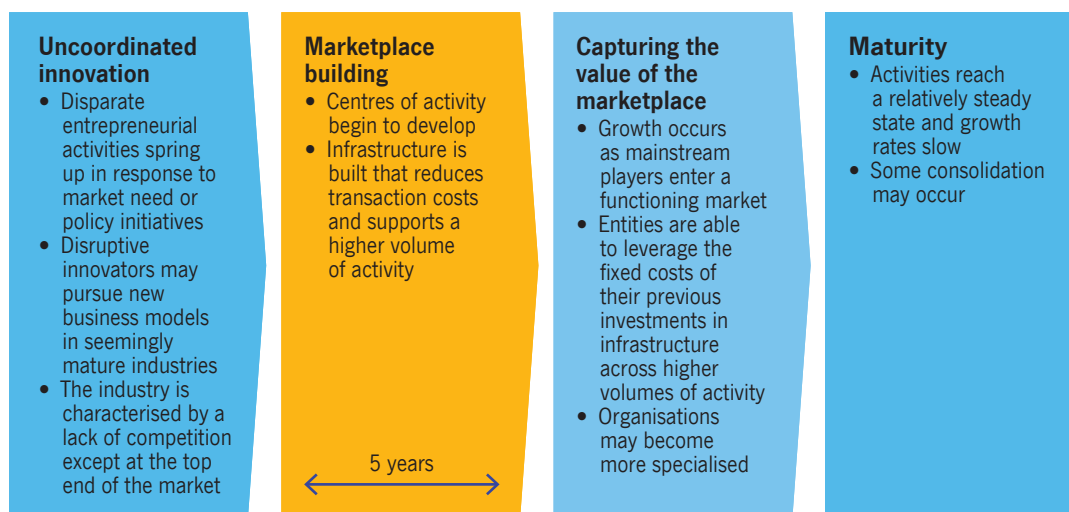 Uncoordinated
innovation
• Disparate
entrepreneurial
activities spring
up in response to
market need or
policy initiatives
• Disruptive
innovators may
pursue new
business models
in seemingly
mature industries
• The industry is
characterised by a
lack of competition
except at the top
end of the market
Marketplace
building
• Centres of activity
begin to develop
• Infrastructure is
built that reduces
transaction costs
and supports a
higher volume
of activity
5 years
Capturing the
value of the
marketplace
• Growth occurs
as mainstream
players enter a
functioning market
• Entities are able
to leverage the
fixed costs of
their previous
investments in
infrastructure
across higher
volumes of activity
• Organisations
may become
more specialised
Maturity
• Activities reach
a relatively steady
state and growth
rates slow
• Some consolidation
may occur